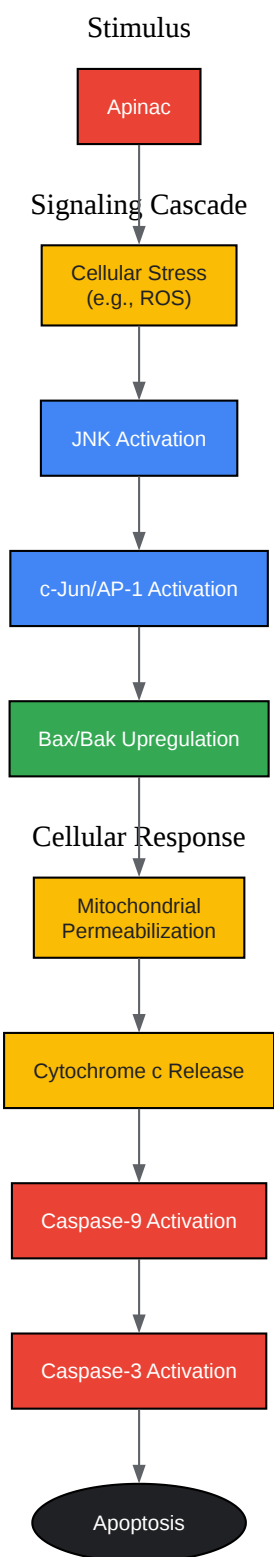 Stimulus
Apinac
Signaling Cascade
Cellular Stress
(e.g., ROS)
JNK Activation
c-Jun/AP-1 Activation
Bax/Bak Upregulation
Cellular Response
Mitochondrial
Permeabilization
Cytochrome c Release
Caspase-9 Activation
Caspase-3 Activation
Apoptosis